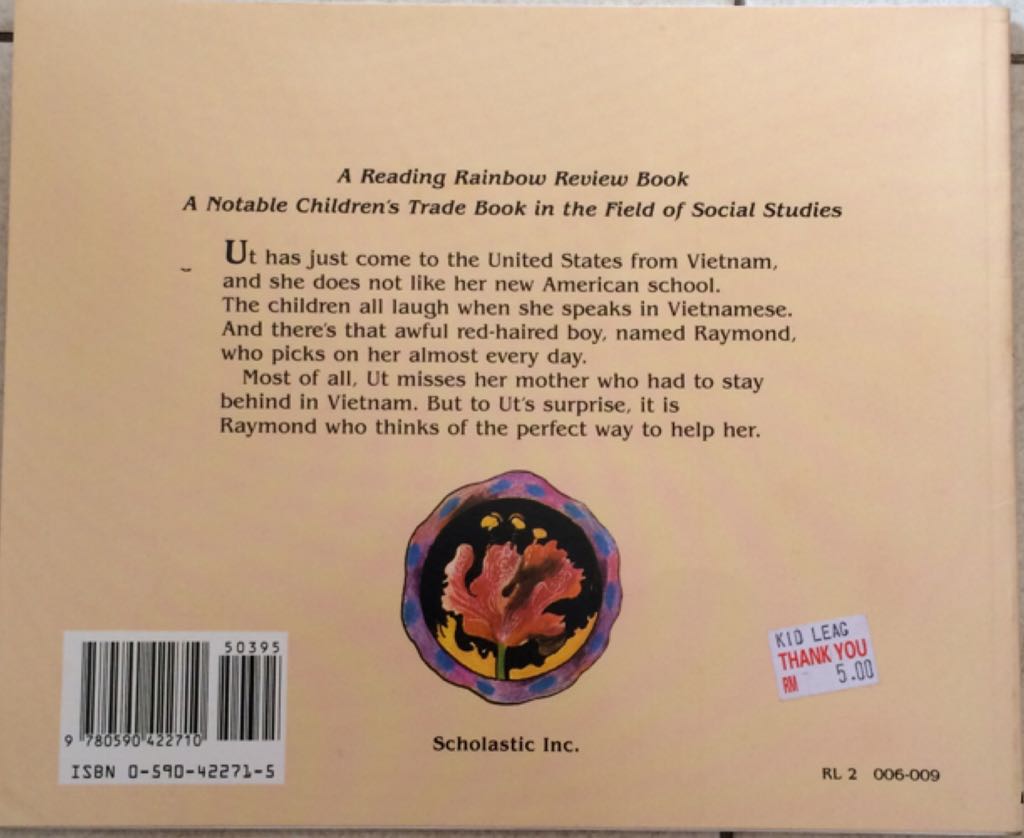 A Reading Rainbow Review Book
A Notable Children's Trade Book in the Field of Social Studies
Ut has just come to the United States from Vietnam,
and she does not like her new American school.
The children all laugh when she speaks in Vietnamese.
And there's that awful red-haired boy, named Raymond,
who picks on her almost every day.
Most of all, Ut misses her mother who had to stay
behind in Vietnam. But to Ut's surprise, it is
Raymond who thinks of the perfect way to help her.
50395
9 780590 422710
ISBN 0-590-42271-5
KID LEAG
THANK YOU
RM 5.00
Scholastic Inc.
RL 2 006-009